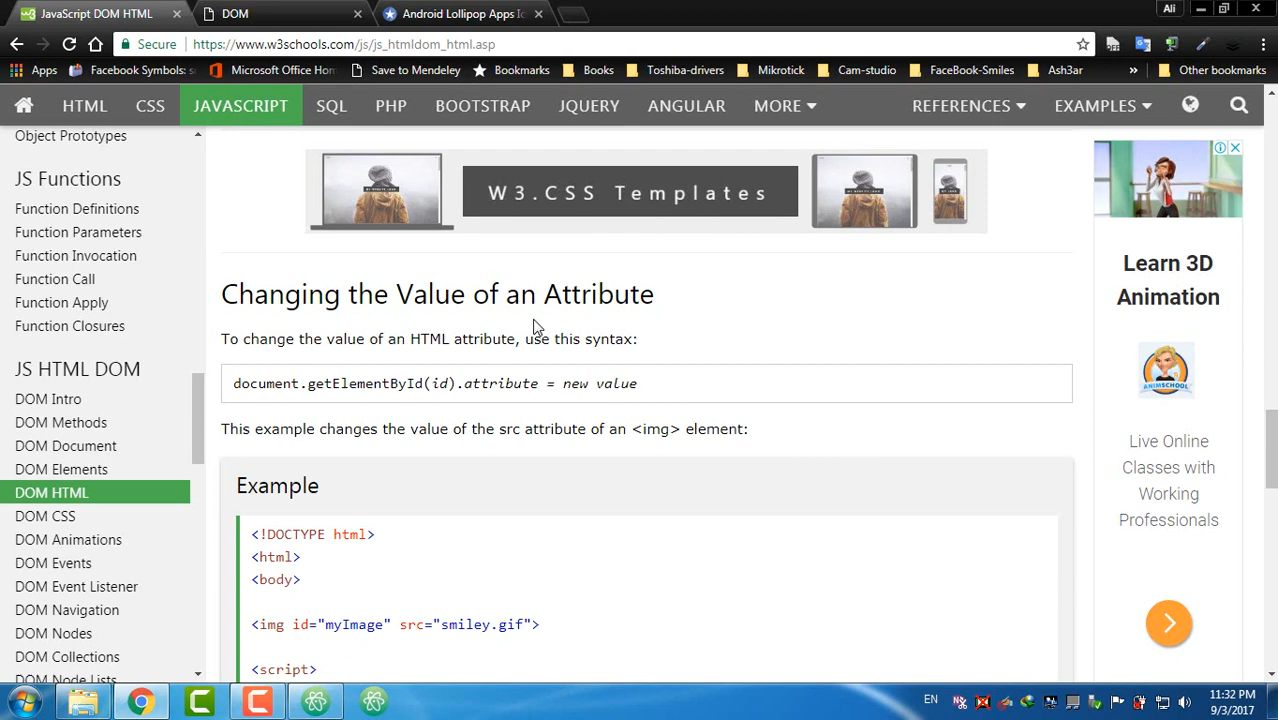 JavaScript DOM HTML
DOM
Android Lollipop Apps Ic
Ali
Secure
https://www.w3schools.com/js/js_htmldom_html.asp
Apps
Facebook Symbols: s
Microsoft Office Hom
Save to Mendeley
Bookmarks
Books
Toshiba-drivers
Mikrotick
Cam-studio
FaceBook-Smiles
Ash3ar
»
Other bookmarks
HTML
CSS
JAVASCRIPT
SQL
PHP
BOOTSTRAP
JQUERY
ANGULAR
MORE
REFERENCES
EXAMPLES
Object Prototypes
JS Functions
Function Definitions
Function Parameters
Function Invocation
Function Call
Function Apply
Function Closures
JS HTML DOM
DOM Intro
DOM Methods
DOM Document
DOM Elements
DOM HTML
DOM CSS
DOM Animations
DOM Events
DOM Event Listener
DOM Navigation
DOM Nodes
DOM Collections
DOM Node Lists
W3.CSS Templates
Changing the Value of an Attribute
To change the value of an HTML attribute, use this syntax:
document.getElementById(id).attribute = new value
This example changes the value of the src attribute of an <img> element:
Example
<!DOCTYPE html>
<html>
<body>
<img id="myImage" src="smiley.gif">
<script>
Learn 3D
Animation
ANIMSCHOOL
Live Online
Classes with
Working
Professionals
EN
11:32 PM
9/3/2017